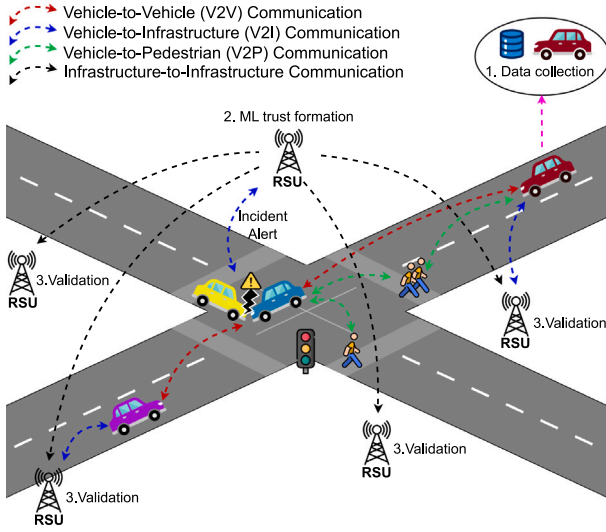 Vehicle-to-Vehicle (V2V) Communication
Vehicle-to-Infrastructure (V2I) Communication
Vehicle-to-Pedestrian (V2P) Communication
Infrastructure-to-Infrastructure Communication
1. Data collection
2. ML trust formation
RSU
Incident
Alert
3.Validation
RSU
3.Validation
RSU
3.Validation
RSU
3.Validation
RSU